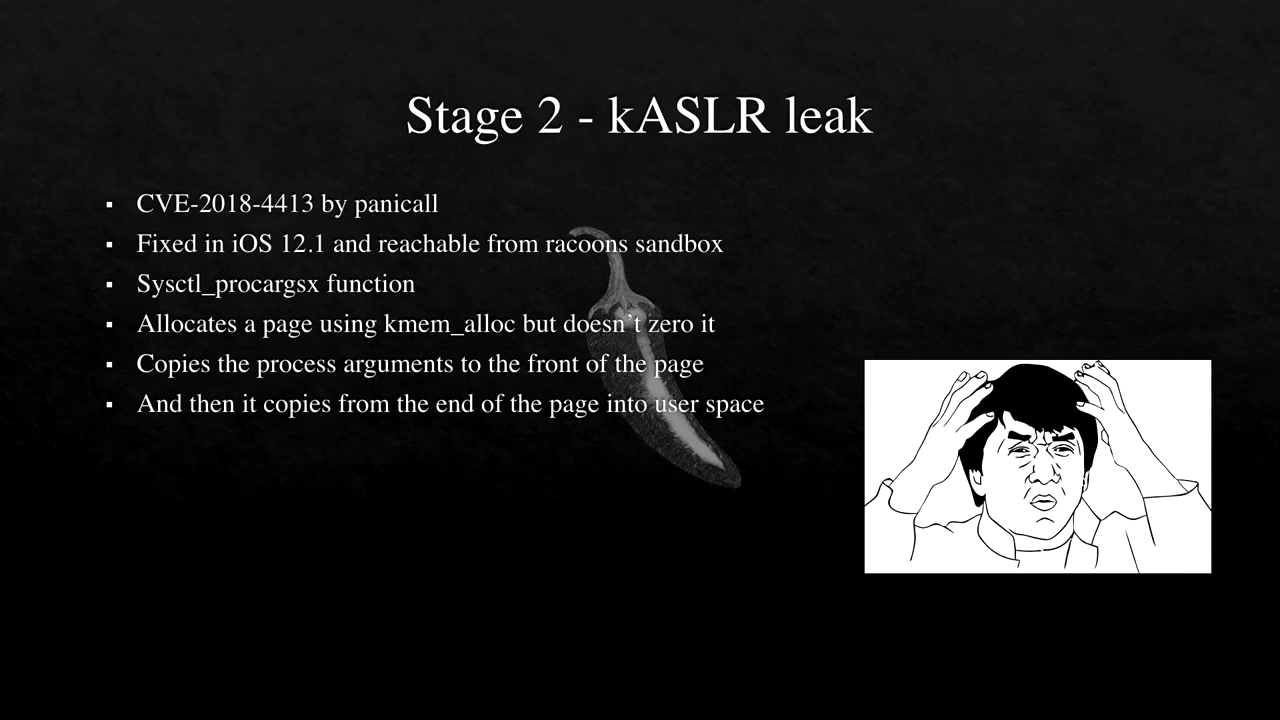 Stage 2 - kASLR leak
▪ CVE-2018-4413 by panicall
▪ Fixed in iOS 12.1 and reachable from racoons sandbox
▪ Sysctl_procargsx function
▪ Allocates a page using kmem_alloc but doesn’t zero it
▪ Copies the process arguments to the front of the page
▪ And then it copies from the end of the page into user space